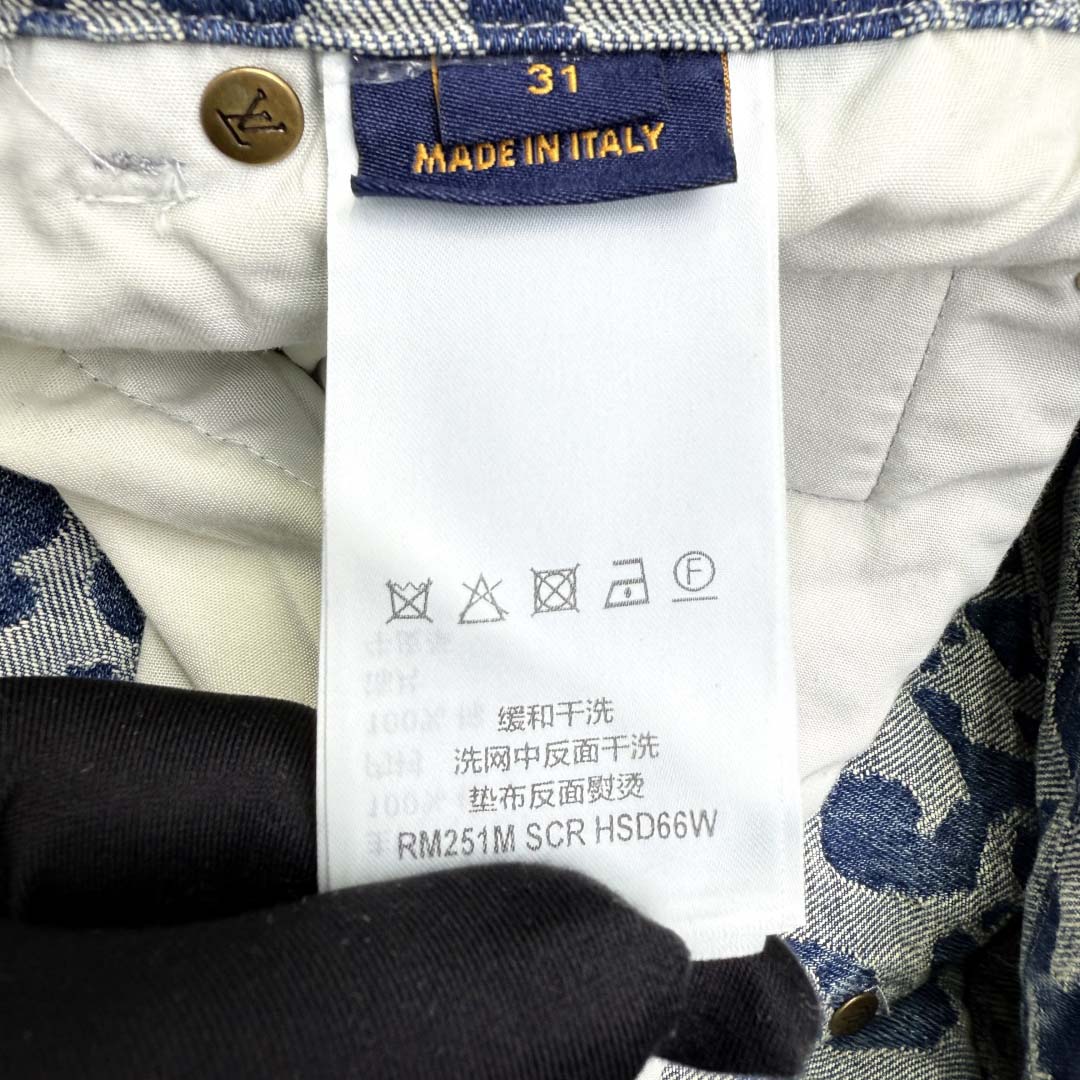 31
MADE IN ITALY
F
缓和干洗
洗网中反面干洗
垫布反面熨烫
RM251M SCR HSD66W